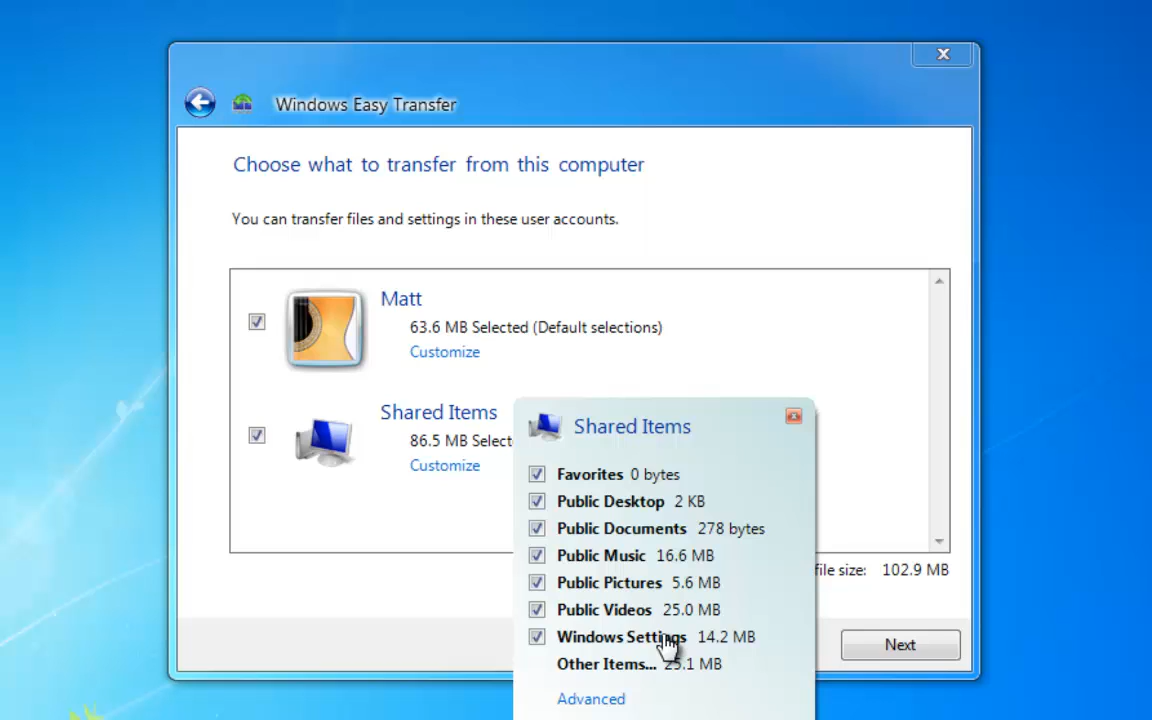 Windows Easy Transfer
Choose what to transfer from this computer
You can transfer files and settings in these user accounts.
Matt
63.6 MB Selected (Default selections)
Customize
Shared Items
86.5 MB Select
Customize
Shared Items
Favorites 0 bytes
Public Desktop 2 KB
Public Documents 278 bytes
Public Music 16.6 MB
Public Pictures 5.6 MB
Public Videos 25.0 MB
Windows Settings 14.2 MB
Other Items... 25.1 MB
Advanced
file size: 102.9 MB
Next